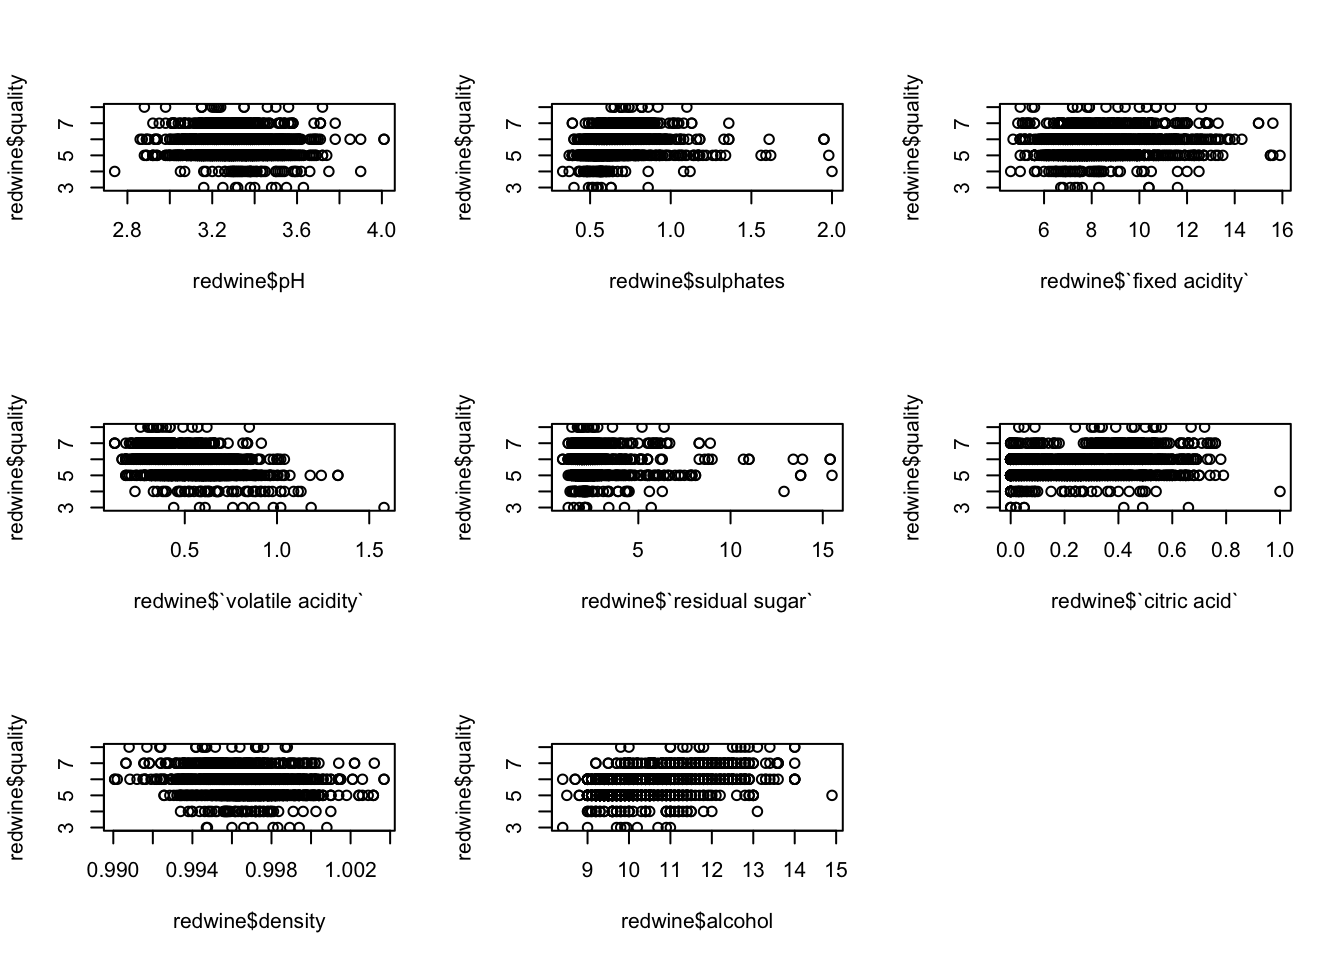 redwine$quality
3 5 7
2.8 3.2 3.6 4.0
redwine$pH
redwine$quality
3 5 7
0.5 1.0 1.5 2.0
redwine$sulphates
redwine$quality
3 5 7
6 8 10 12 14 16
redwine$`fixed acidity`
redwine$quality
3 5 7
0.5 1.0 1.5
redwine$`volatile acidity`
redwine$quality
3 5 7
5 10 15
redwine$`residual sugar`
redwine$quality
3 5 7
0.0 0.2 0.4 0.6 0.8 1.0
redwine$`citric acid`
redwine$quality
3 5 7
0.990 0.994 0.998 1.002
redwine$density
redwine$quality
3 5 7
9 10 11 12 13 14 15
redwine$alcohol